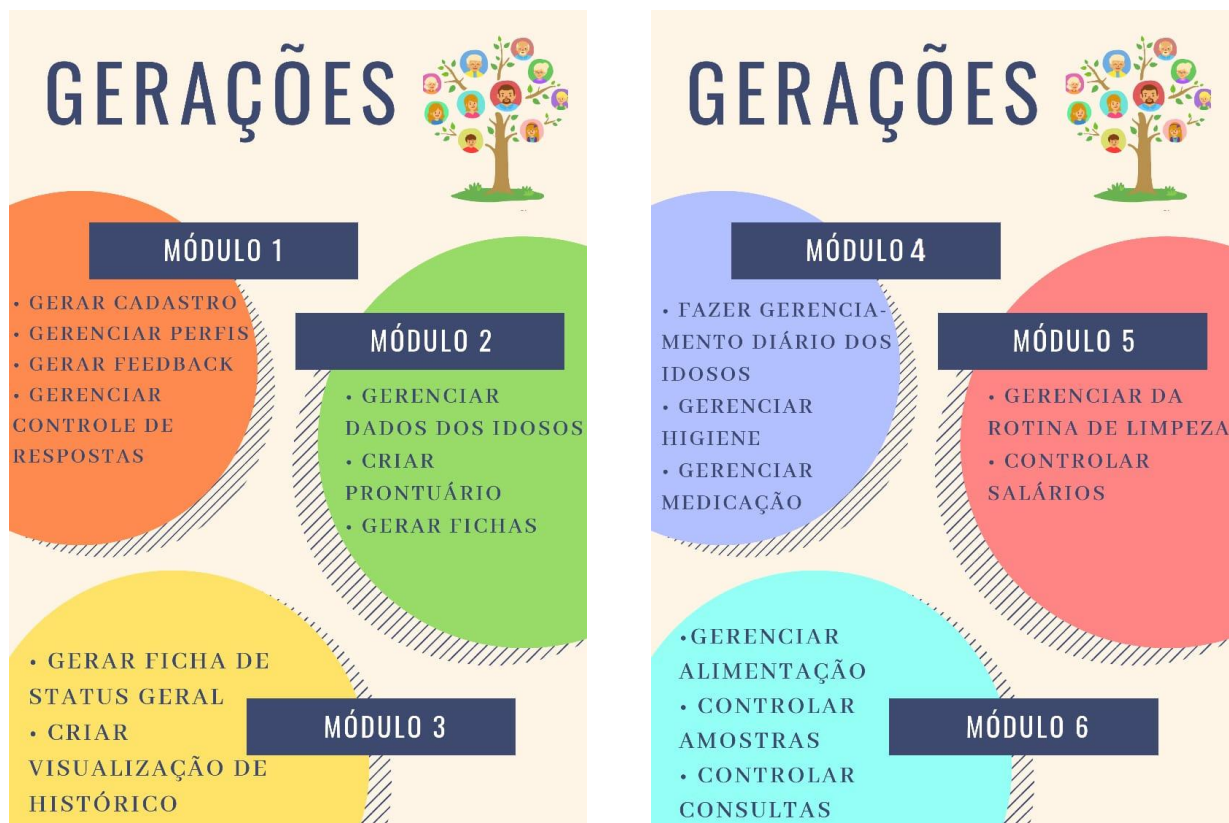 GERAÇÕES
MÓDULO 1
• GERAR CADASTRO
• GERENCIAR PERFIS
• GERAR FEEDBACK
• GERENCIAR
CONTROLE DE
RESPOSTAS
MÓDULO 2
• GERENCIAR
DADOS DOS IDOSOS
• CRIAR
PRONTUÁRIO
• GERAR FICHAS
MÓDULO 3
• GERAR FICHA DE
STATUS GERAL
• CRIAR
VISUALIZAÇÃO DE
HISTÓRICO
GERAÇÕES
MÓDULO 4
• FAZER GERENCIA-
MENTO DIÁRIO DOS
IDOSOS
• GERENCIAR
HIGIENE
• GERENCIAR
MEDICAÇÃO
MÓDULO 5
• GERENCIAR DA
ROTINA DE LIMPEZA
• CONTROLAR
SALÁRIOS
MÓDULO 6
•GERENCIAR
ALIMENTAÇÃO
• CONTROLAR
AMOSTRAS
• CONTROLAR
CONSULTAS